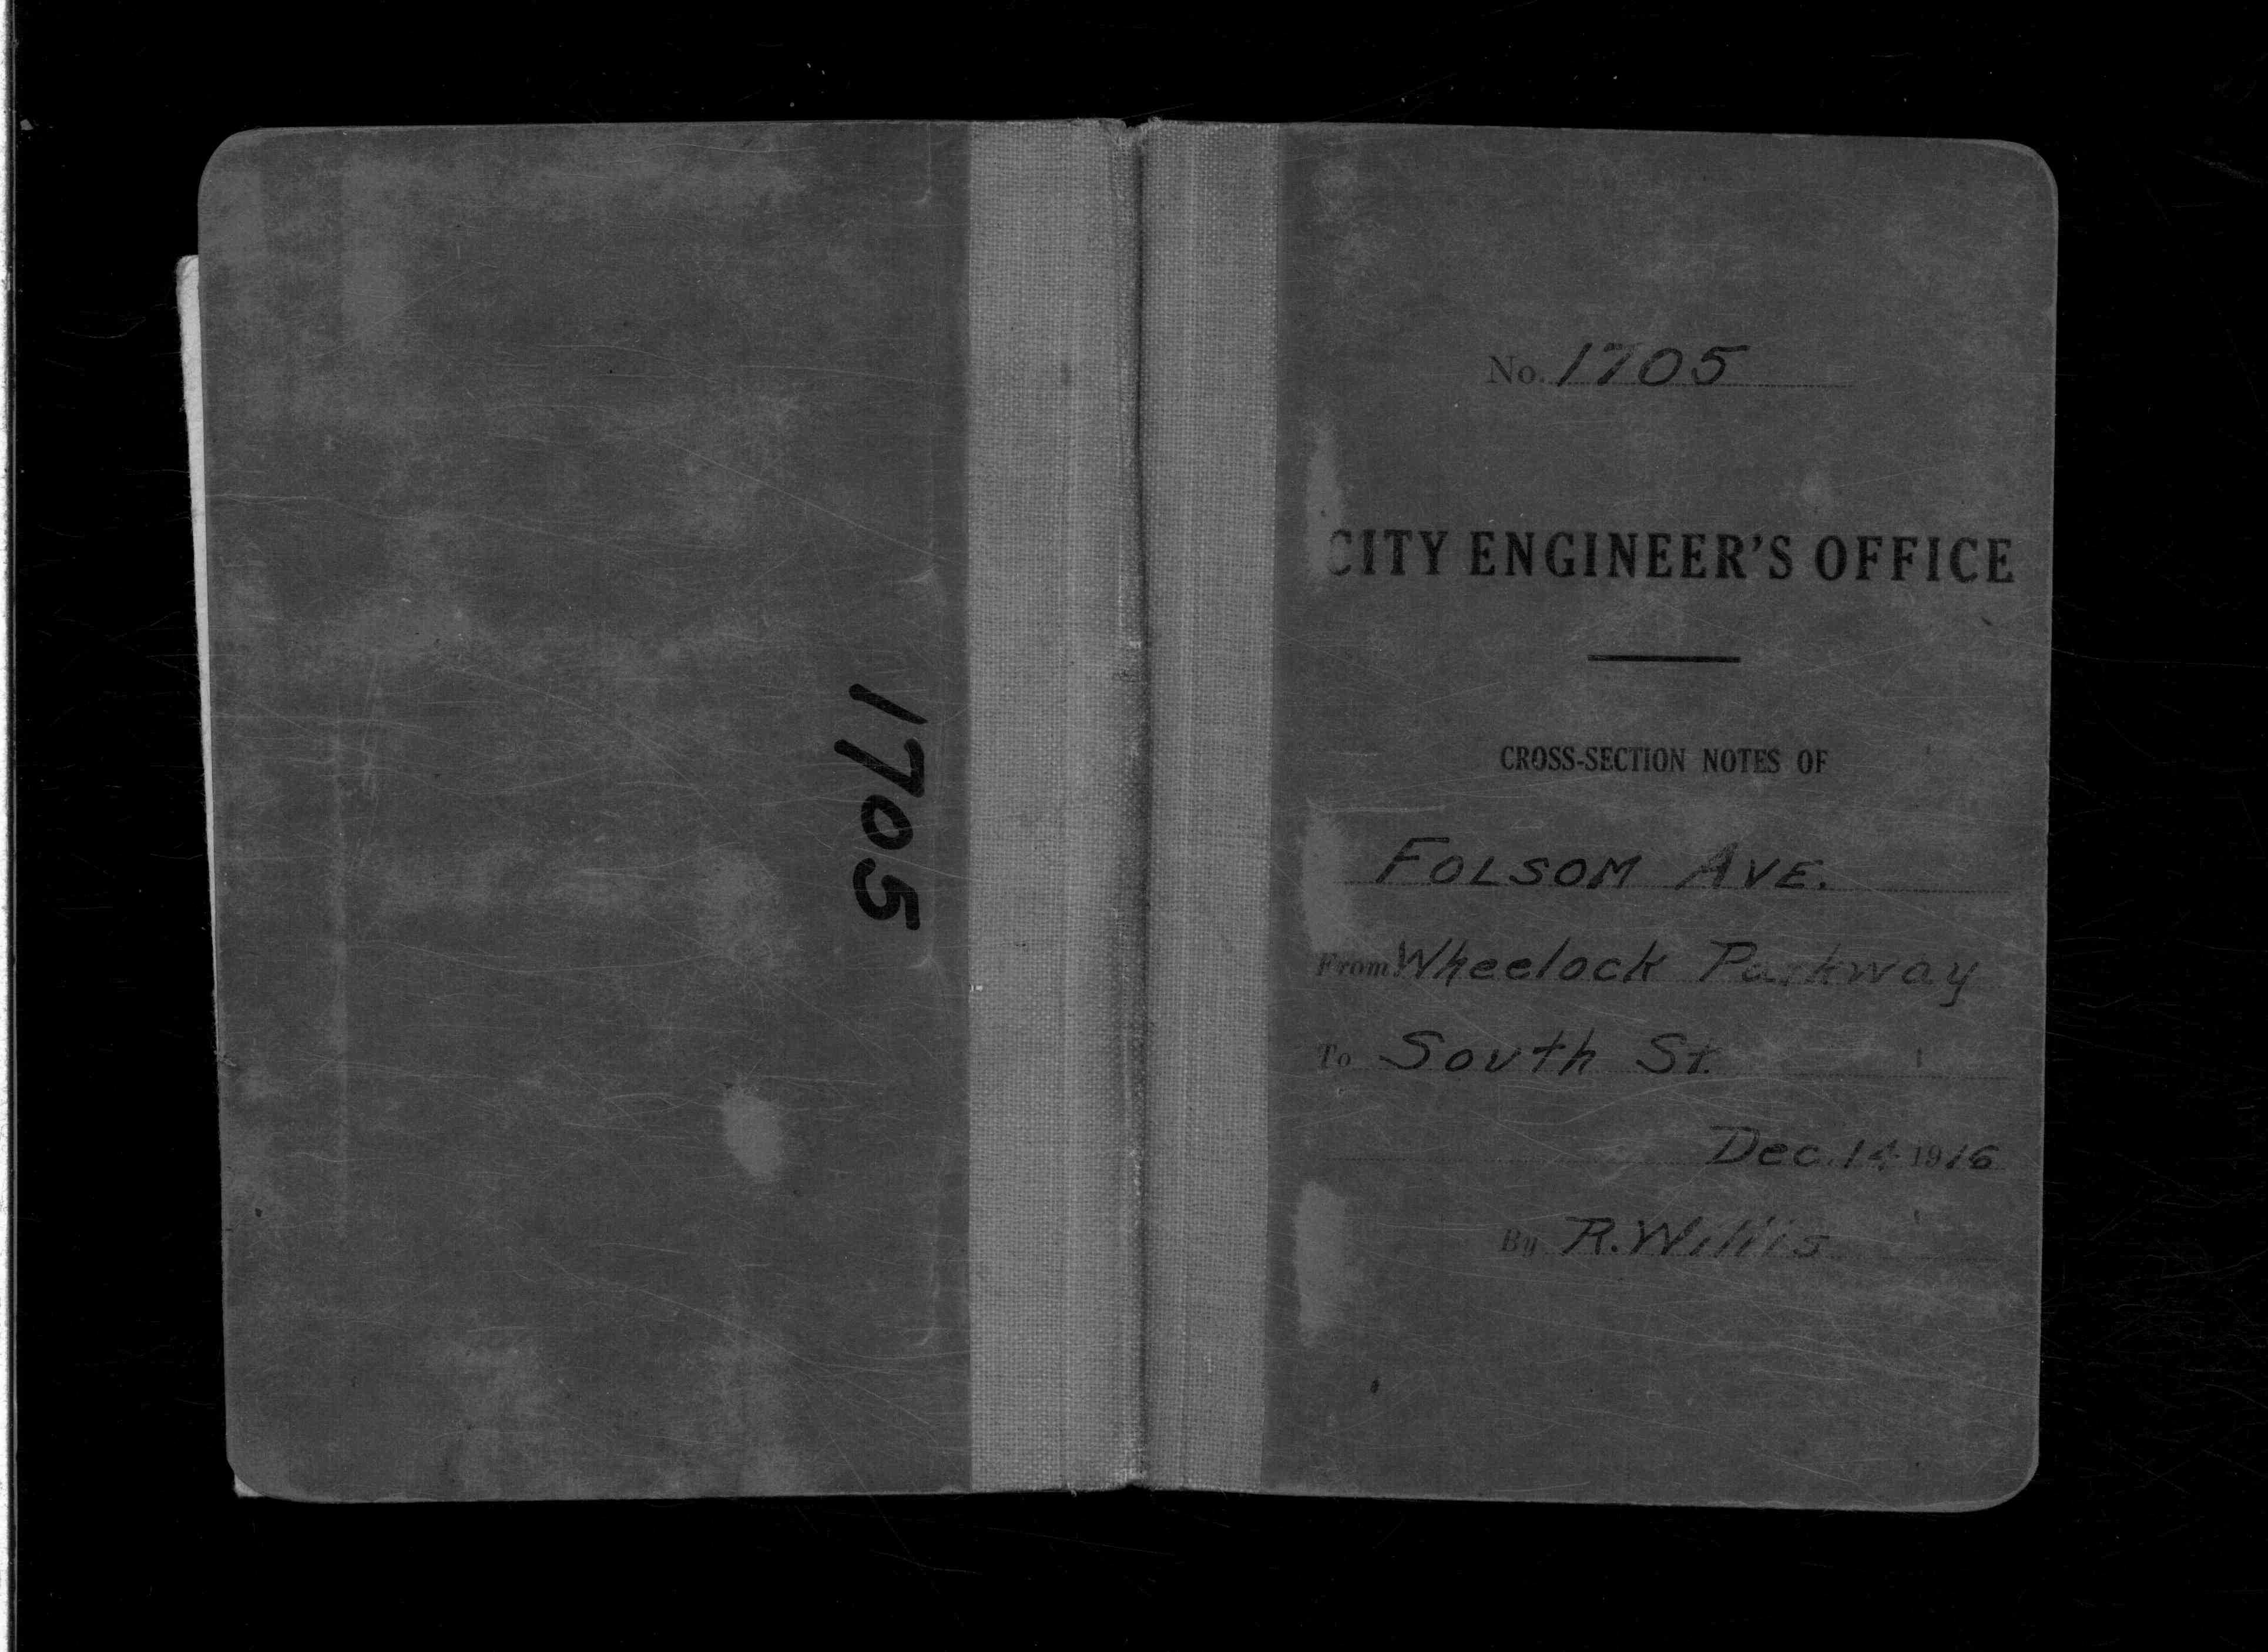 1705
No. 1705
CITY ENGINEER'S OFFICE
CROSS-SECTION NOTES OF
FOLSOM AVE.
From Wheelock Parkway
To South St.
Dec. 14 1916
By R. Willis